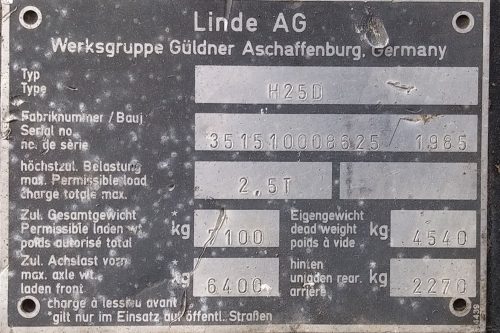 Linde AG
Werksgruppe Güldner Aschaffenburg, Germany
Typ
Type
H25D
Fabriknummer / Bauj
Serial no.
no. de série
351510008625 1985
höchstzul. Belastung
max. Permissible load
charge totale max.
2,5T
Zul. Gesamtgewicht
Permissible laden wt.
poids autorisé total
* kg 7100
Eigengewicht
dead weight
poids à vide
kg 4540
Zul. Achslast vorn
max. axle wt.
laden front
* kg 6400
hinten
unladen rear.
arrière
kg 2270
*charge à l'essieu avant
*gilt nur im Einsatz auf öffentl. Straßen